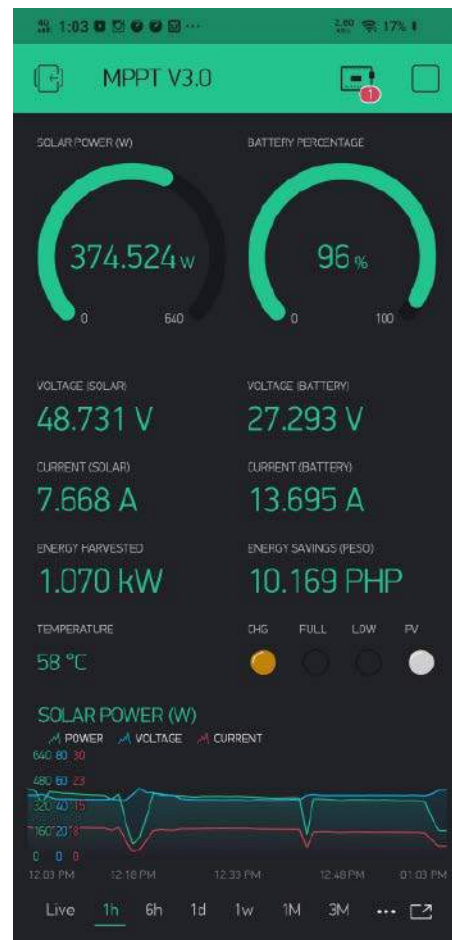 1:03 17%
MPPT V3.0
1
SOLAR POWER (W) BATTERY PERCENTAGE
374.524 W 96 %
0 640 0 100
VOLTAGE (SOLAR) VOLTAGE (BATTERY)
48.731 V 27.293 V
CURRENT (SOLAR) CURRENT (BATTERY)
7.668 A 13.695 A
ENERGY HARVESTED ENERGY SAVINGS (PESO)
1.070 kW 10.169 PHP
TEMPERATURE CHG FULL LOW PV
58 °C
SOLAR POWER (W)
POWER VOLTAGE CURRENT
640 80 30
480 60 23
320 40 15
160 20 8
0 0 0
12:03 PM 12:18 PM 12:33 PM 12:48 PM 01:03 PM
Live 1h 6h 1d 1w 1M 3M ...